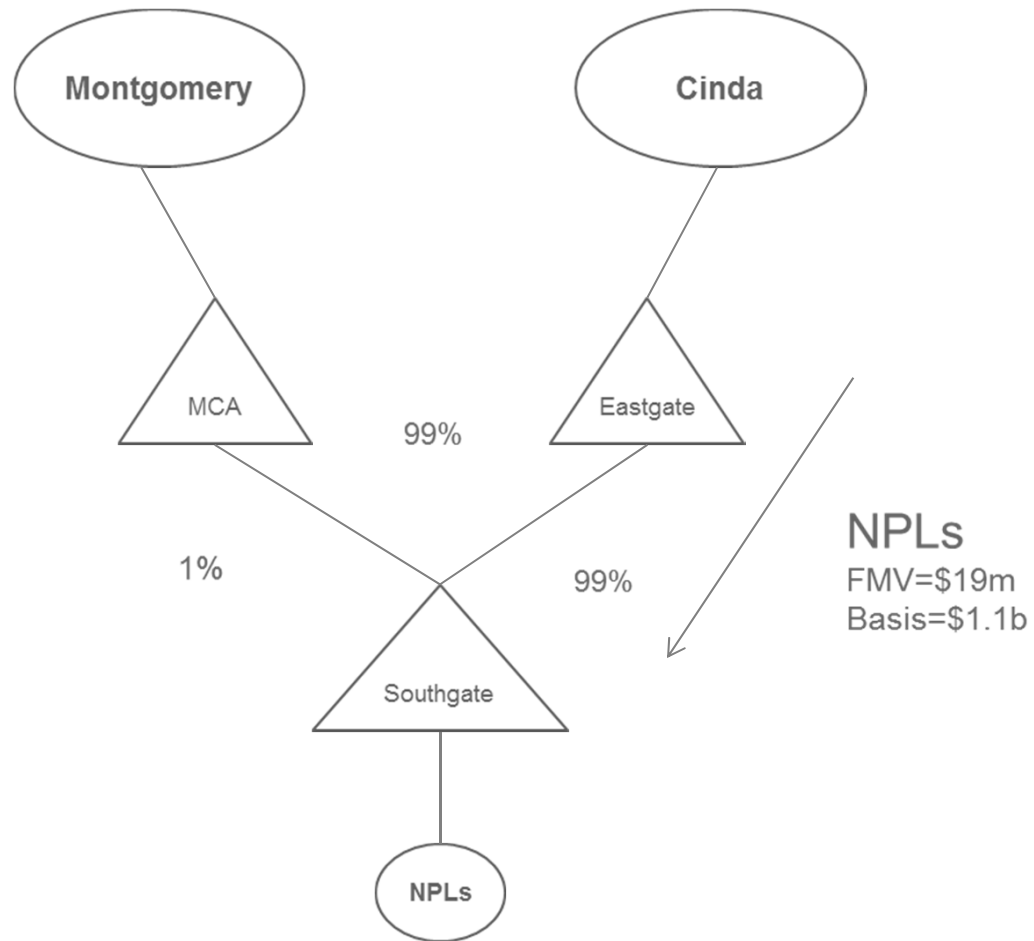 Montgomery
Cinda
MCA
Eastgate
99%
1%
99%
NPLs
FMV=$19m
Basis=$1.1b
Southgate
NPLs